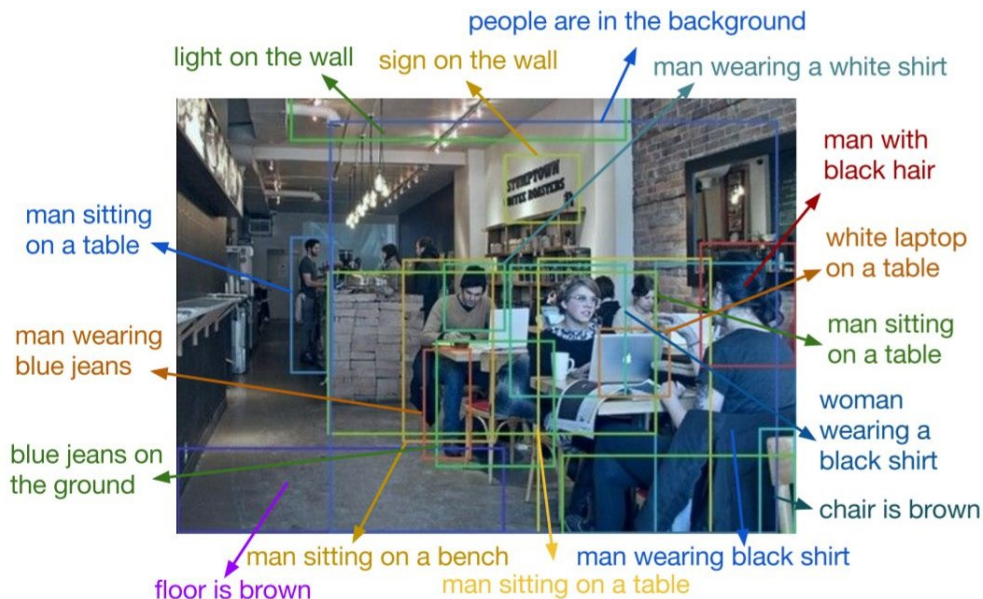 people are in the background
light on the wall
sign on the wall
man wearing a white shirt
man with
black hair
STUMPTOWN
COFFEE ROASTERS
man sitting
on a table
white laptop
on a table
man wearing
blue jeans
man sitting
on a table
woman
wearing a
black shirt
blue jeans on
the ground
chair is brown
man sitting on a bench
man wearing black shirt
floor is brown
man sitting on a table